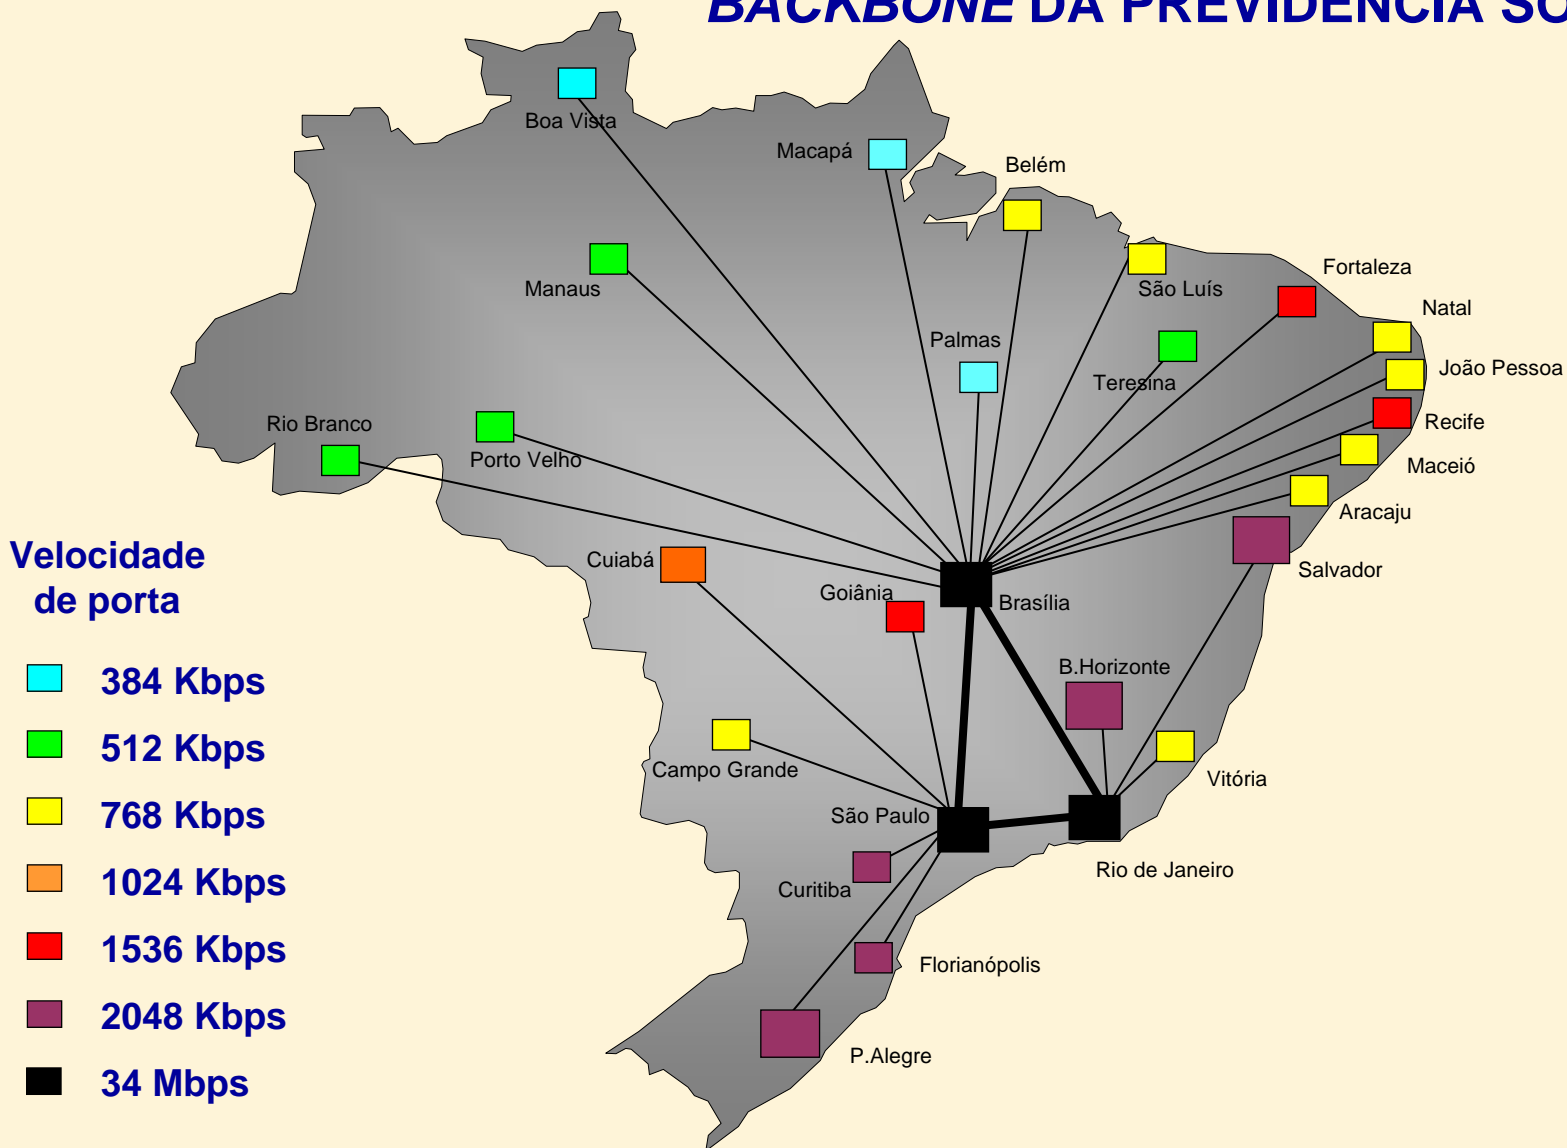 BACKBONE DA PREVIDÊNCIA
Boa Vista
Macapá
Belém
Manaus
São Luís
Fortaleza
Natal
Palmas
Teresina
João Pessoa
Rio Branco
Recife
Porto Velho
Maceió
Aracaju
Cuiabá
Salvador
Goiânia
Brasília
B.Horizonte
Campo Grande
Vitória
São Paulo
Rio de Janeiro
Curitiba
Florianópolis
P.Alegre
Velocidade
de porta
384 Kbps
512 Kbps
768 Kbps
1024 Kbps
1536 Kbps
2048 Kbps
34 Mbps